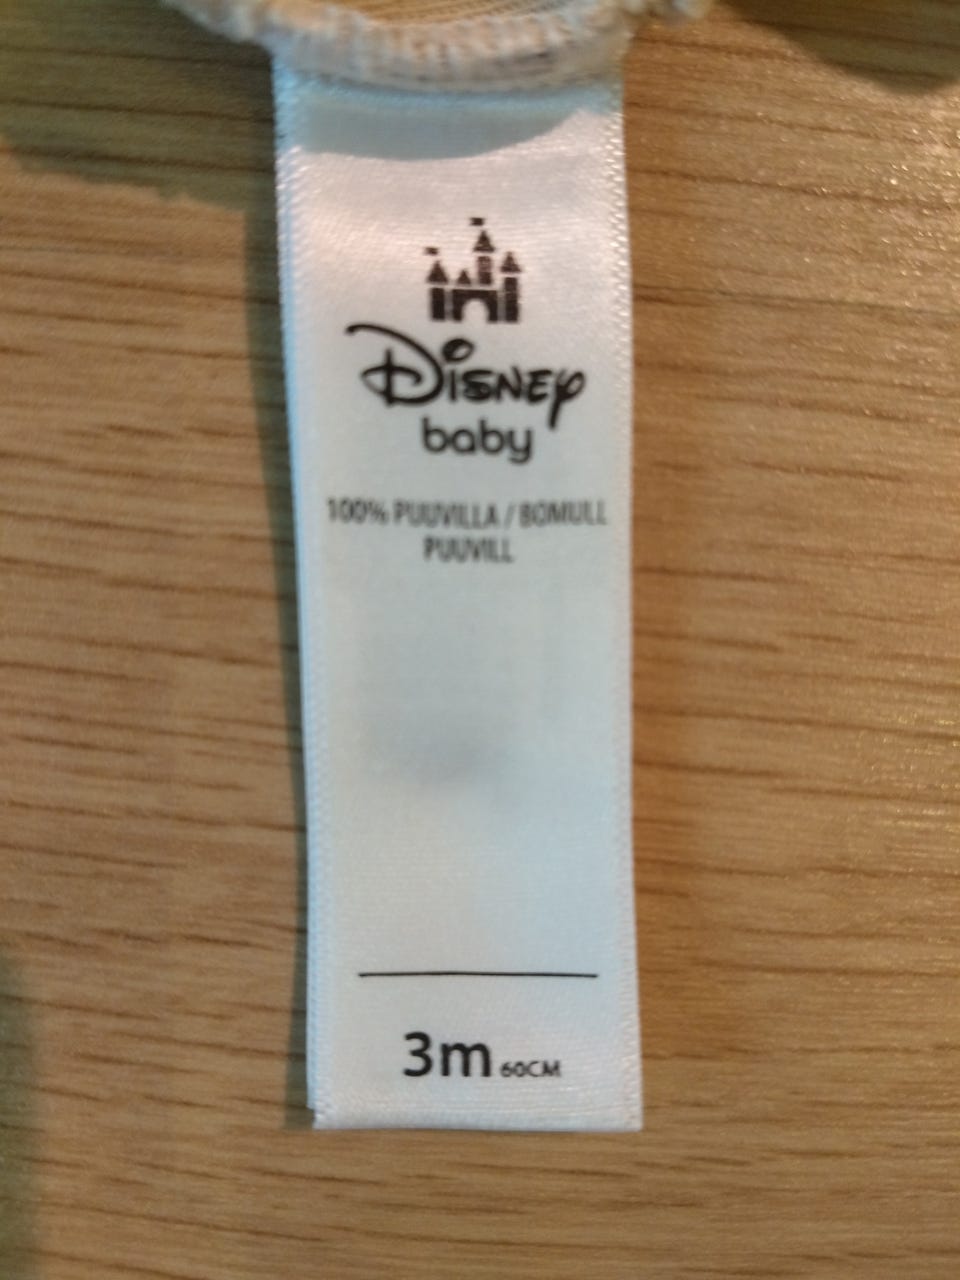 Disney
baby
100% PUUVILLA / BOMULL
PUUVILL
3m 60CM